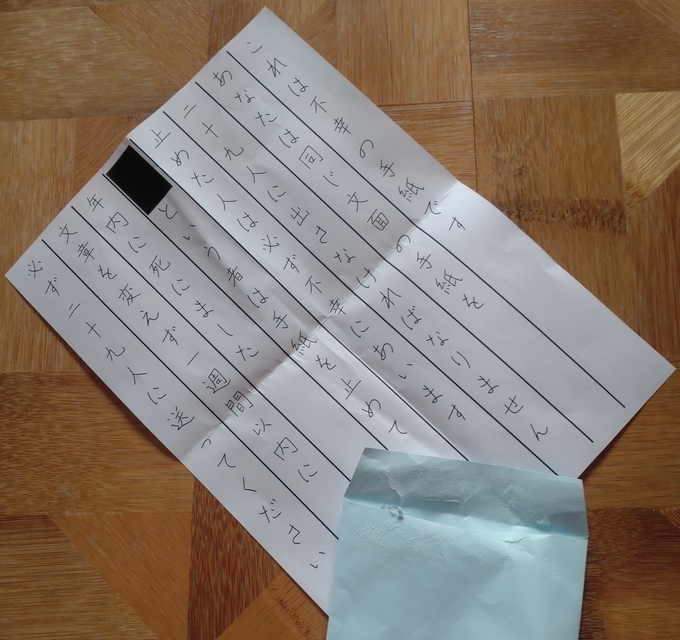 これは不幸の手紙です
あなたは同じ文面の手紙を
二十九人に出さなければなりません
止めた人は必ず不幸にあいます
という者は手紙を止めて
年内に死にました
文章を変えず一週間以内に
必ず二十九人に送ってください